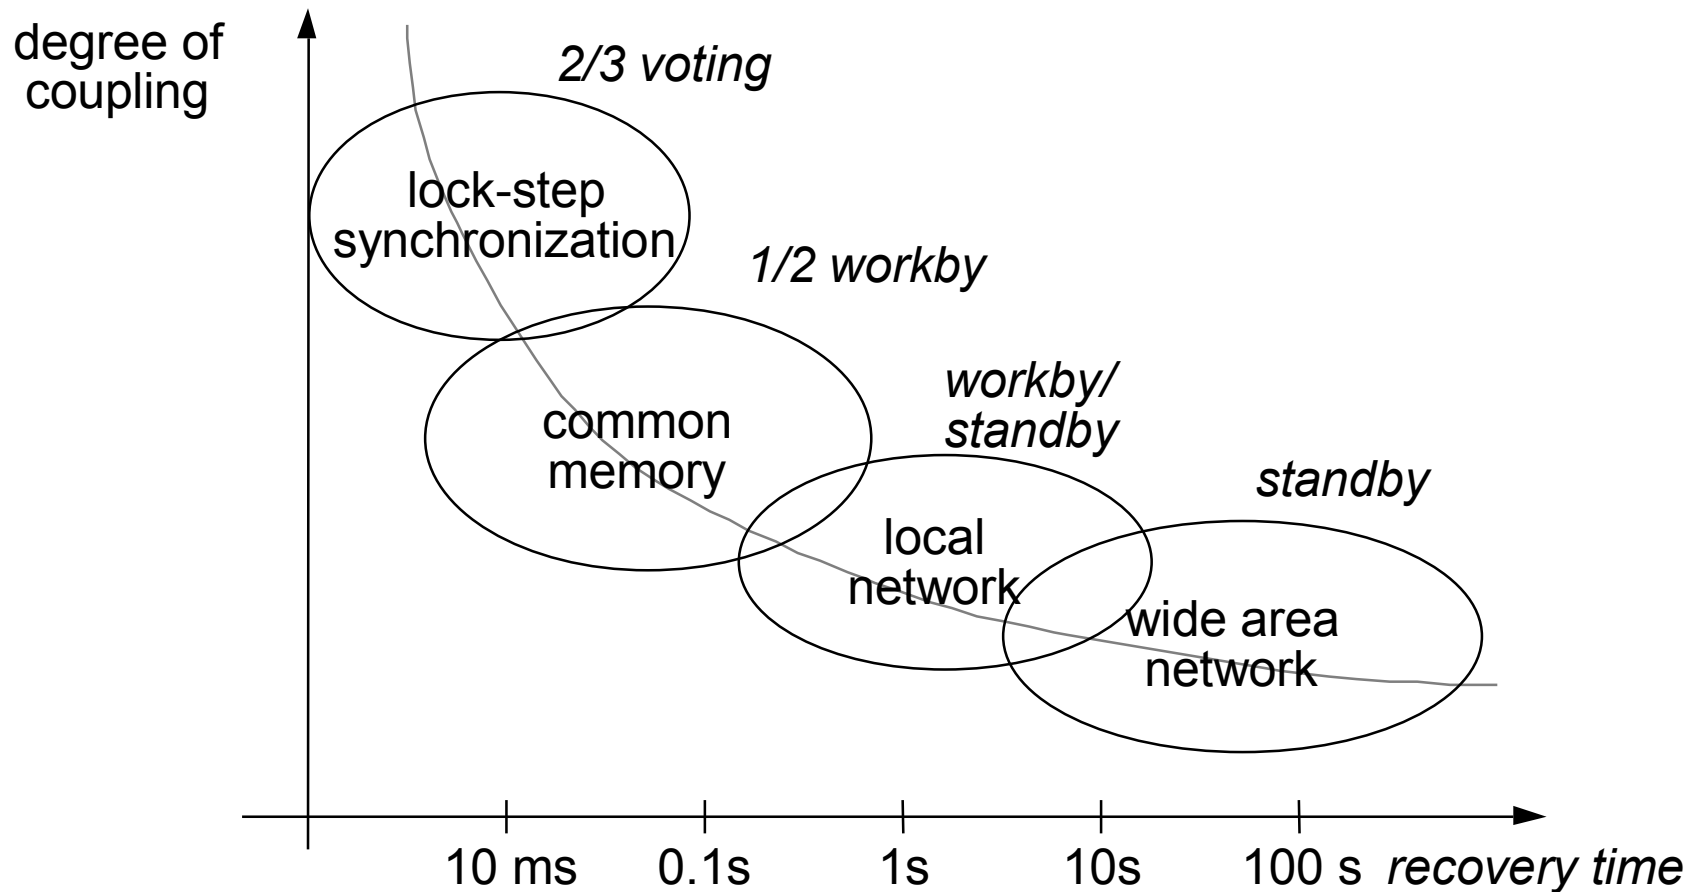 degree of
coupling
2/3 voting
lock-step
synchronization
1/2 workby
common
memory
workby/
standby
local
network
standby
wide area
network
10 ms 0.1s 1s 10s 100 s recovery time